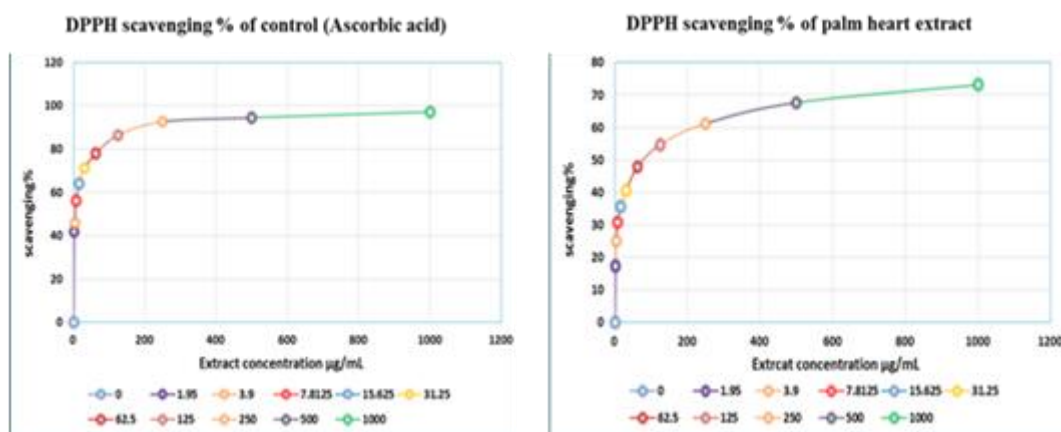 DPPH scavenging % of control (Ascorbic acid)
120
100
80
60
40
20
0
scavenging%
0 200 400 600 800 1000 1200
Extract concentration µg/mL
0 1.95 3.9 7.8125 15.625 31.25
62.5 125 250 500 1000
DPPH scavenging % of palm heart extract
80
70
60
50
40
30
20
10
0
scavenging%
0 200 400 600 800 1000 1200
Extrcat concentration µg/mL
0 1.95 3.9 7.8125 15.625 31.25
62.5 125 250 500 1000